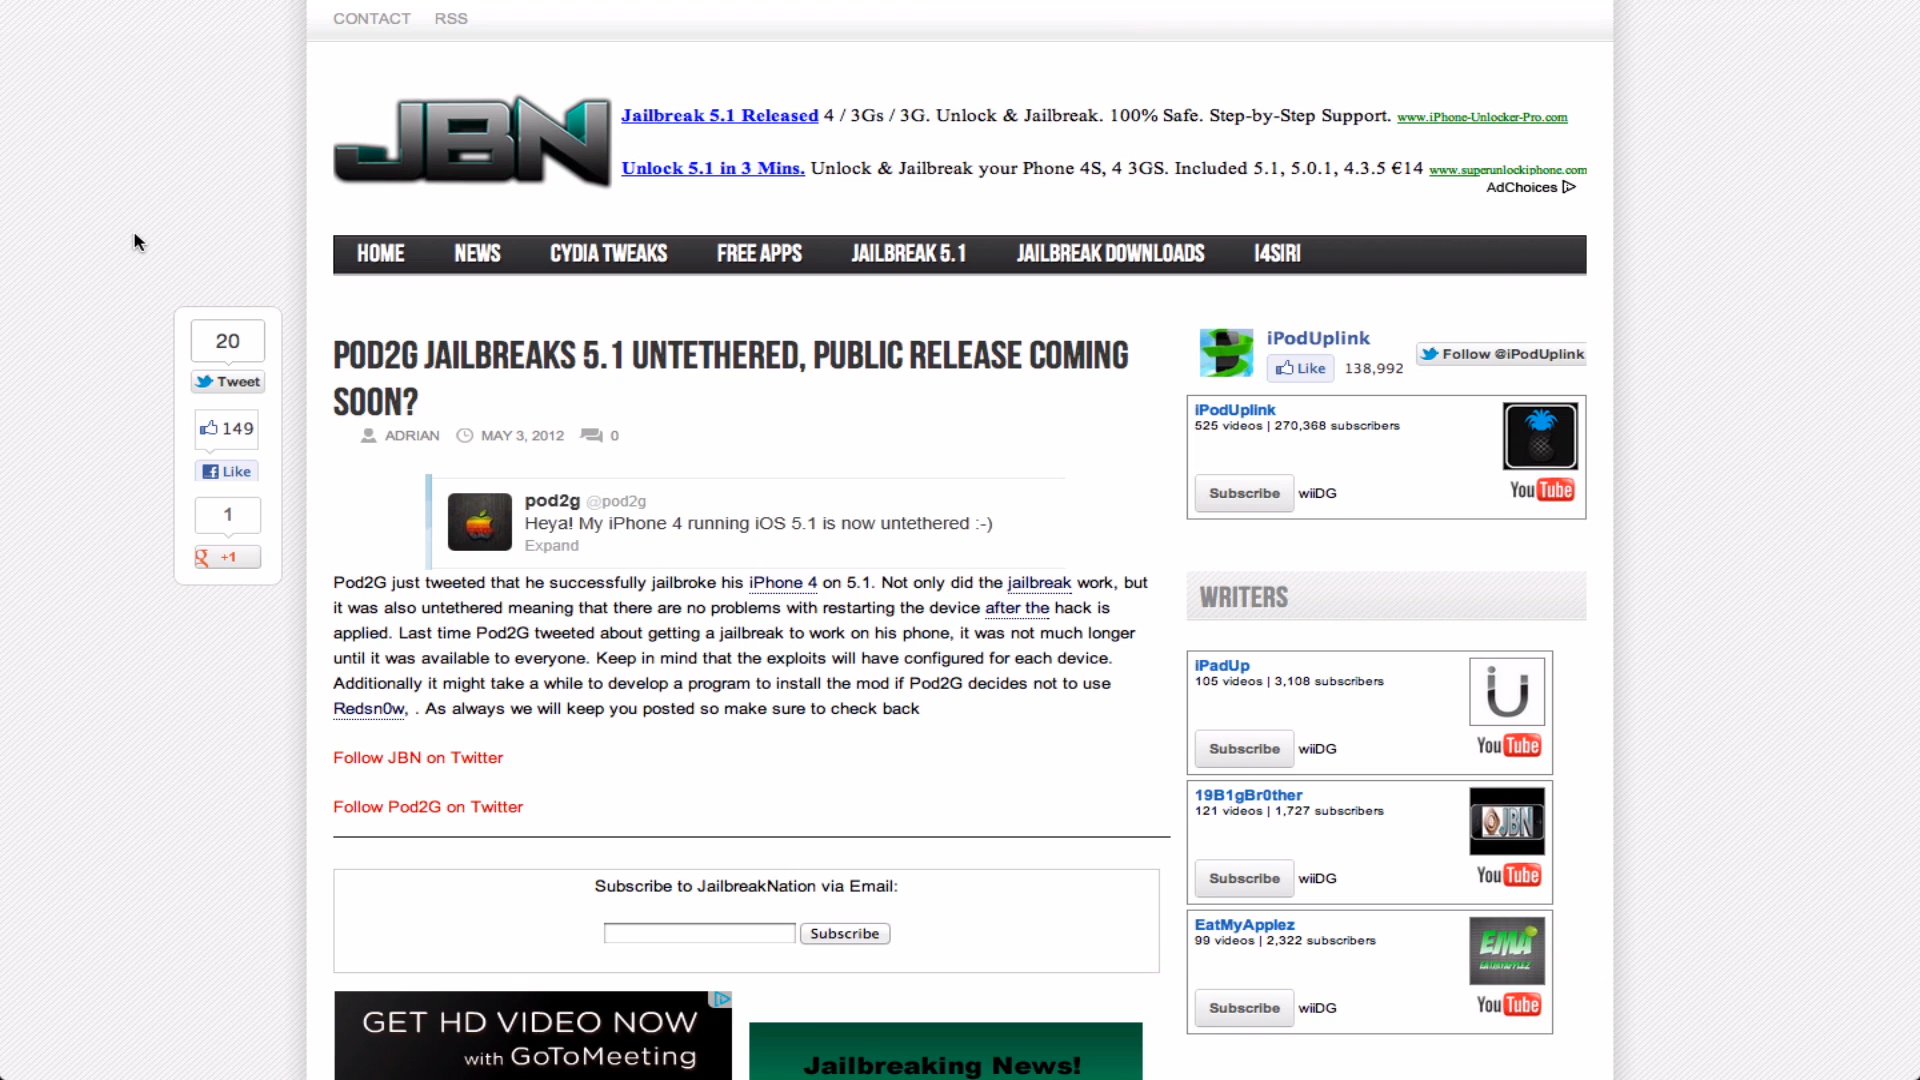 CONTACT RSS
JBN
Jailbreak 5.1 Released 4 / 3Gs / 3G. Unlock & Jailbreak. 100% Safe. Step-by-Step Support. www.iPhone-Unlocker-Pro.com
Unlock 5.1 in 3 Mins. Unlock & Jailbreak your Phone 4S, 4 3GS. Included 5.1, 5.0.1, 4.3.5 €14 www.superunlockiphone.com
AdChoices
HOME NEWS CYDIA TWEAKS FREE APPS JAILBREAK 5.1 JAILBREAK DOWNLOADS I4SIRI
20
Tweet
149
Like
1
+1
POD2G JAILBREAKS 5.1 UNTETHERED, PUBLIC RELEASE COMING
SOON?
ADRIAN MAY 3, 2012 0
pod2g @pod2g
Heya! My iPhone 4 running iOS 5.1 is now untethered :-)
Expand
Pod2G just tweeted that he successfully jailbroke his iPhone 4 on 5.1. Not only did the jailbreak work, but
it was also untethered meaning that there are no problems with restarting the device after the hack is
applied. Last time Pod2G tweeted about getting a jailbreak to work on his phone, it was not much longer
until it was available to everyone. Keep in mind that the exploits will have configured for each device.
Additionally it might take a while to develop a program to install the mod if Pod2G decides not to use
Redsn0w, . As always we will keep you posted so make sure to check back
Follow JBN on Twitter
Follow Pod2G on Twitter
Subscribe to JailbreakNation via Email:
Subscribe
GET HD VIDEO NOW
with GoToMeeting
Jailbreaking News!
iPodUplink
Like 138,992 Follow @iPodUplink
iPodUplink
525 videos | 270,368 subscribers
Subscribe wiiDG
YouTube
WRITERS
iPadUp
105 videos | 3,108 subscribers
iU
Subscribe wiiDG
YouTube
19B1gBr0ther
121 videos | 1,727 subscribers
JBN
Subscribe wiiDG
YouTube
EatMyApplez
99 videos | 2,322 subscribers
EMA
EATMYAPPLEZ
Subscribe wiiDG
YouTube